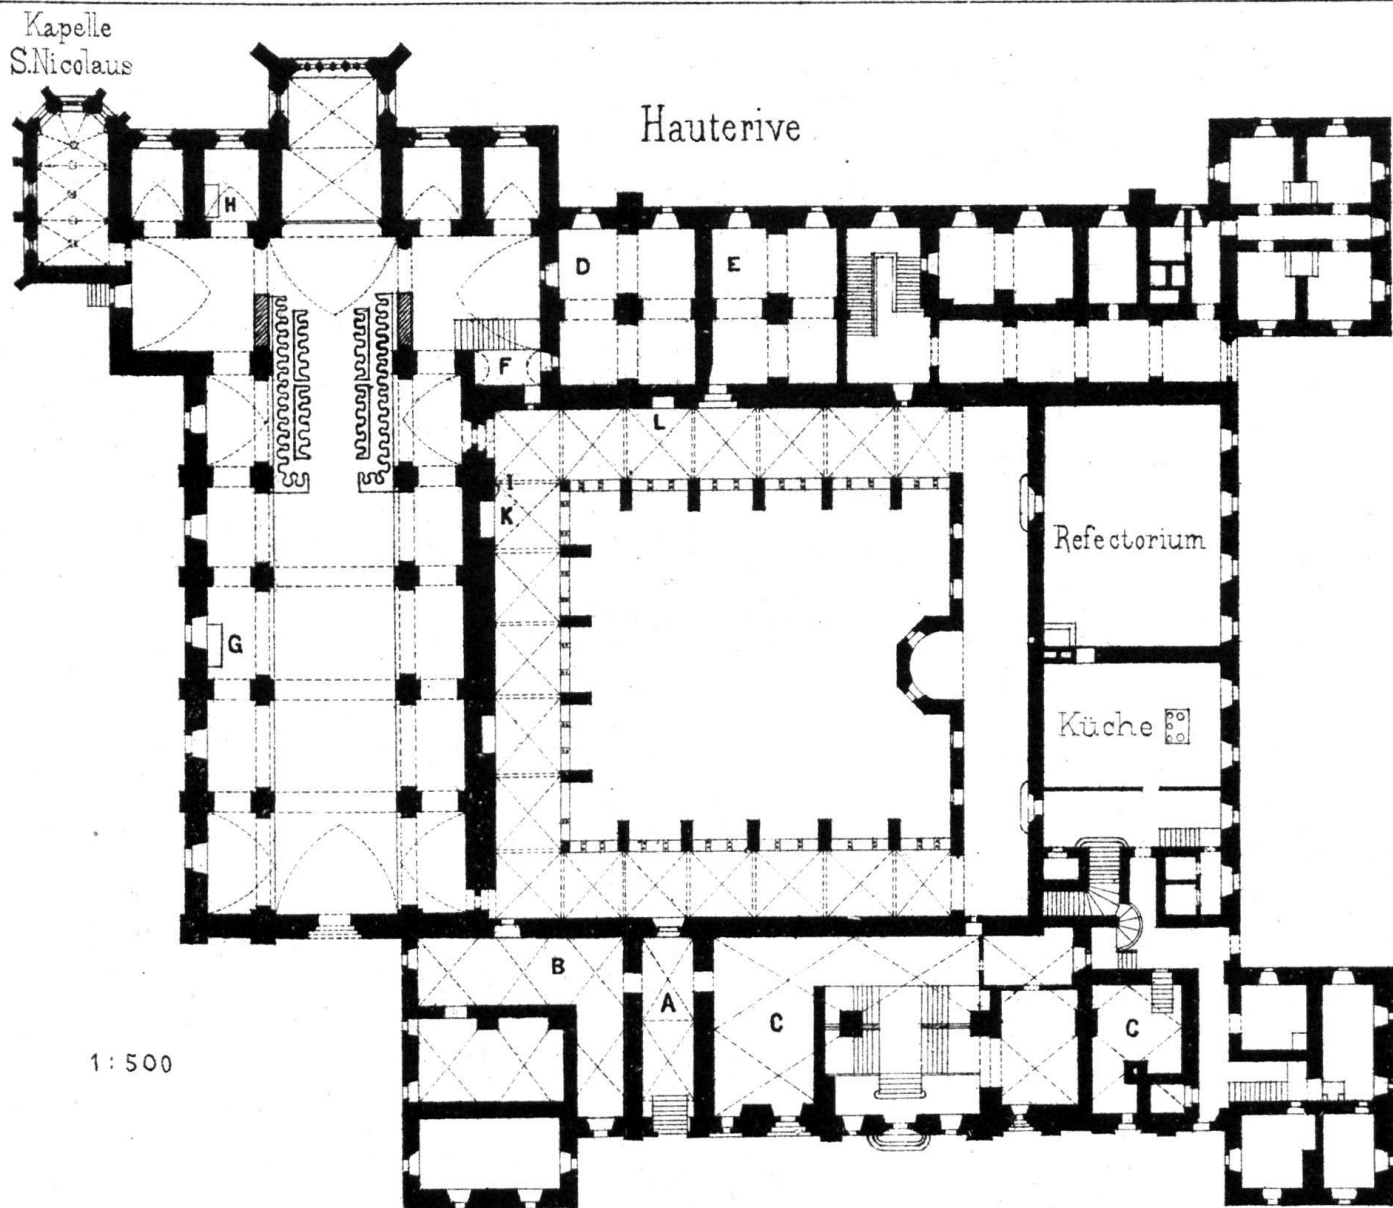 Kapelle
S.Nicolaus
Hauterive
H
D
E
F
L
I
K
Refectorium
G
Küche
B
A
C
C
1:500